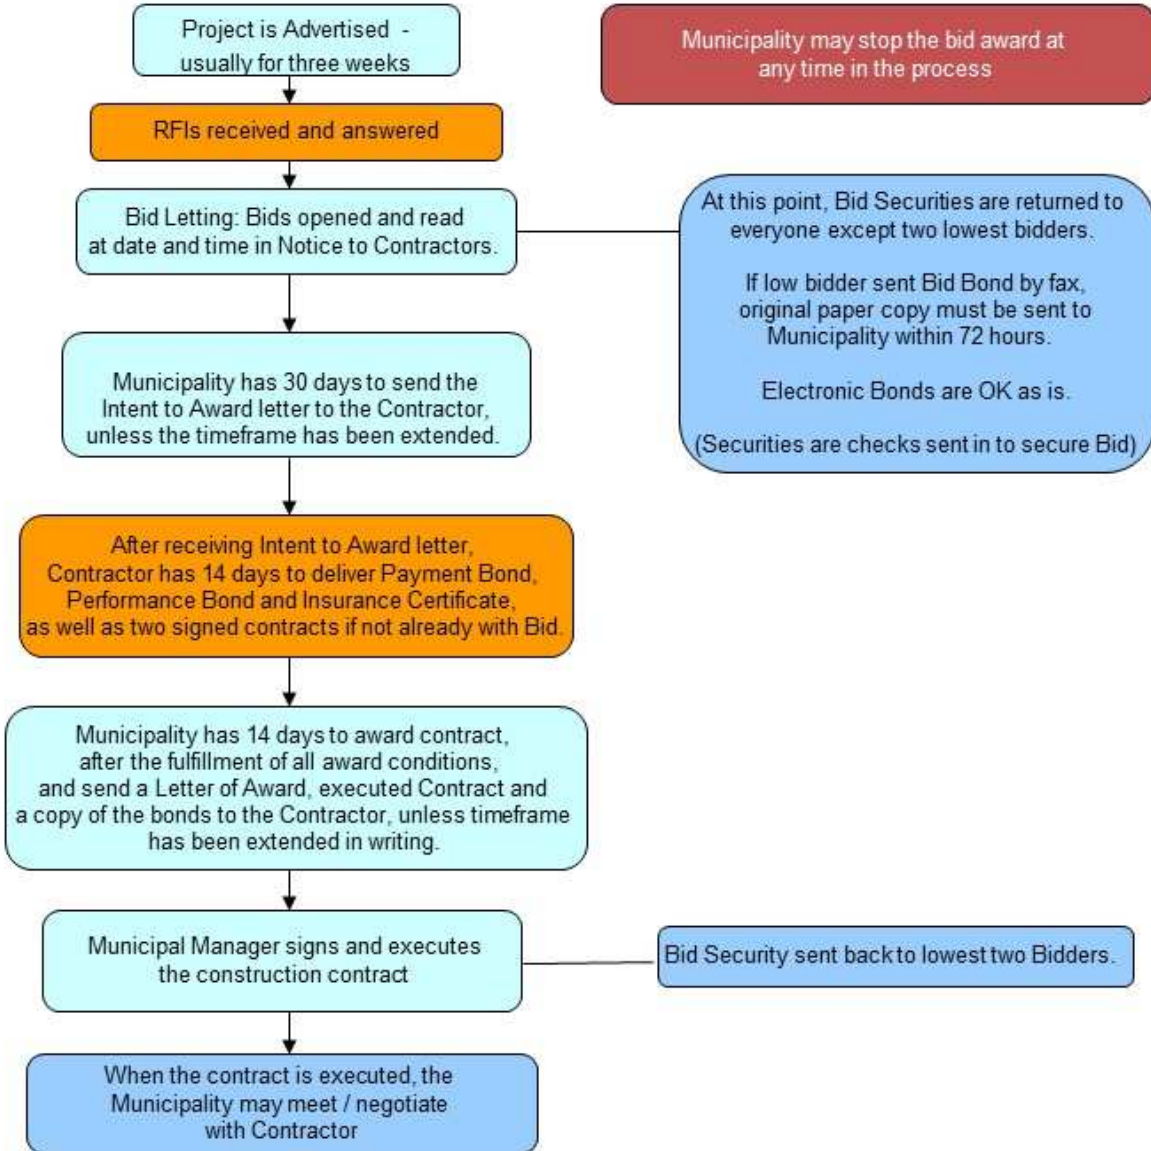 Project is Advertised -
usually for three weeks
Municipality may stop the bid award at
any time in the process
RFIs received and answered
Bid Letting: Bids opened and read
at date and time in Notice to Contractors.
At this point, Bid Securities are returned to
everyone except two lowest bidders.
If low bidder sent Bid Bond by fax,
original paper copy must be sent to
Municipality within 72 hours.
Electronic Bonds are OK as is.
(Securities are checks sent in to secure Bid)
Municipality has 30 days to send the
Intent to Award letter to the Contractor,
unless the timeframe has been extended.
After receiving Intent to Award letter,
Contractor has 14 days to deliver Payment Bond,
Performance Bond and Insurance Certificate,
as well as two signed contracts if not already with Bid.
Municipality has 14 days to award contract,
after the fulfillment of all award conditions,
and send a Letter of Award, executed Contract and
a copy of the bonds to the Contractor, unless timeframe
has been extended in writing.
Municipal Manager signs and executes
the construction contract
Bid Security sent back to lowest two Bidders.
When the contract is executed, the
Municipality may meet / negotiate
with Contractor